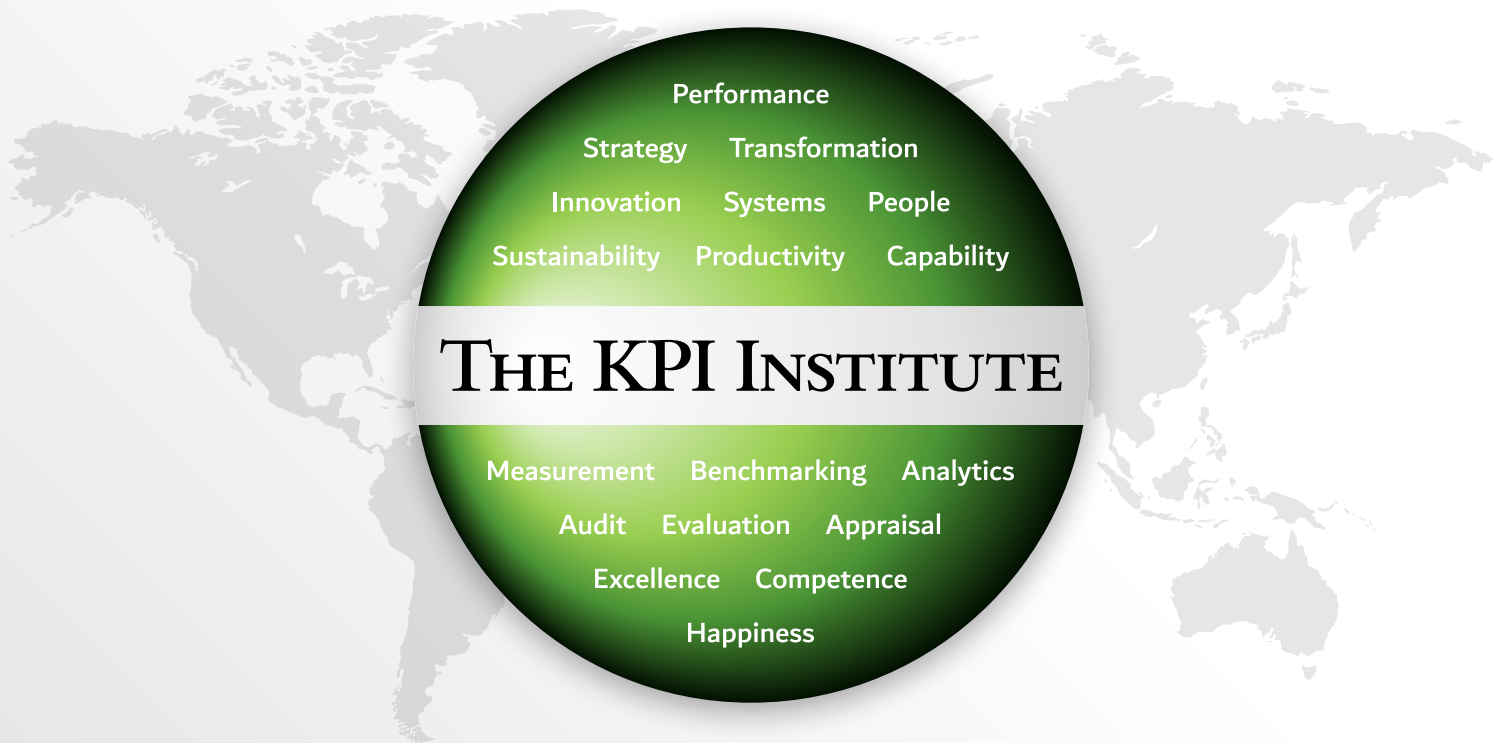 Performance
Strategy Transformation
Innovation Systems People
Sustainability Productivity Capability
The KPI Institute
Measurement Benchmarking Analytics
Audit Evaluation Appraisal
Excellence Competence
Happiness